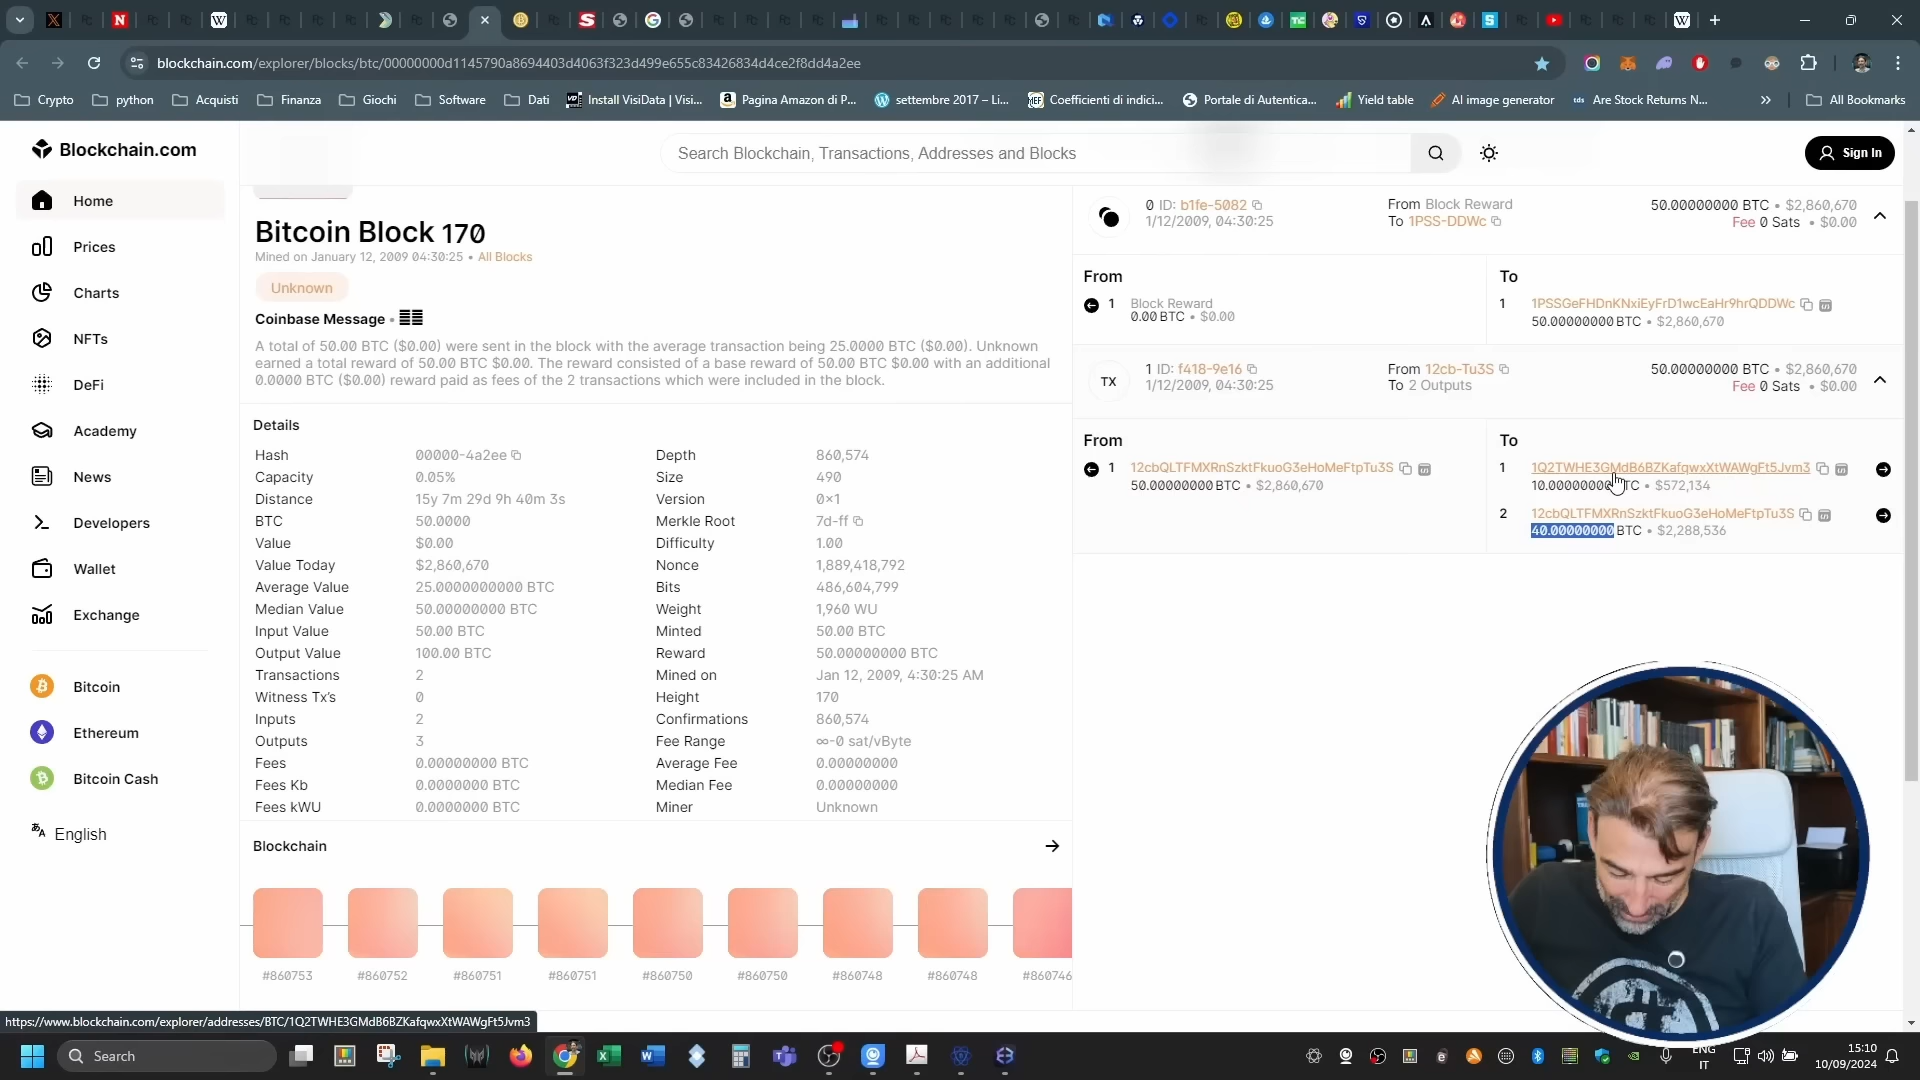 blockchain.com/explorer/blocks/btc/00000000d1145790a8694403d4063f323d499e655c83426834d4ce2f8dd4a2ee
Crypto
python
Acquisti
Finanza
Giochi
Software
Dati
Install VisiData | Visi...
Pagina Amazon di P...
settembre 2017 – Li...
Coefficienti di indici...
Portale di Autentica...
Yield table
AI image generator
Are Stock Returns N...
All Bookmarks
Blockchain.com
Search Blockchain, Transactions, Addresses and Blocks
Sign In
Home
Prices
Charts
NFTs
DeFi
Academy
News
Developers
Wallet
Exchange
Bitcoin
Ethereum
Bitcoin Cash
English
Bitcoin Block 170
Mined on January 12, 2009 04:30:25 • All Blocks
Unknown
Coinbase Message •
A total of 50.00 BTC ($0.00) were sent in the block with the average transaction being 25.0000 BTC ($0.00). Unknown
earned a total reward of 50.00 BTC $0.00. The reward consisted of a base reward of 50.00 BTC $0.00 with an additional
0.0000 BTC ($0.00) reward paid as fees of the 2 transactions which were included in the block.
Details
Hash 00000-4a2ee
Capacity 0.05%
Distance 15y 7m 29d 9h 40m 3s
BTC 50.0000
Value $0.00
Value Today $2,860,670
Average Value 25.0000000000 BTC
Median Value 50.00000000 BTC
Input Value 50.00 BTC
Output Value 100.00 BTC
Transactions 2
Witness Tx's 0
Inputs 2
Outputs 3
Fees 0.00000000 BTC
Fees Kb 0.0000000 BTC
Fees kWU 0.0000000 BTC
Depth 860,574
Size 490
Version 0×1
Merkle Root 7d-ff
Difficulty 1.00
Nonce 1,889,418,792
Bits 486,604,799
Weight 1,960 WU
Minted 50.00 BTC
Reward 50.00000000 BTC
Mined on Jan 12, 2009, 4:30:25 AM
Height 170
Confirmations 860,574
Fee Range ∞-0 sat/vByte
Average Fee 0.00000000
Median Fee 0.00000000
Miner Unknown
Blockchain
#860753 #860752 #860751 #860751 #860750 #860750 #860748 #860748 #860746
0 ID: b1fe-5082
1/12/2009, 04:30:25
From Block Reward
To 1PSS-DDWc
50.00000000 BTC • $2,860,670
Fee 0 Sats • $0.00
From
1 Block Reward
0.00 BTC • $0.00
To
1 1PSSGeFHDnKNxiEyFrD1wcEaHr9hrQDDWc
50.00000000 BTC • $2,860,670
TX
1 ID: f418-9e16
1/12/2009, 04:30:25
From 12cb-Tu3S
To 2 Outputs
50.00000000 BTC • $2,860,670
Fee 0 Sats • $0.00
From
1 12cbQLTFMXRnSzktFkuoG3eHoMeFtpTu3S
50.00000000 BTC • $2,860,670
To
1 1Q2TWHE3GMdB6BZKafqwxXtWAWgFt5Jvm3
10.00000000 BTC • $572,134
2 12cbQLTFMXRnSzktFkuoG3eHoMeFtpTu3S
40.00000000 BTC • $2,288,536
https://www.blockchain.com/explorer/addresses/BTC/1Q2TWHE3GMdB6BZKafqwxXtWAWgFt5Jvm3
Search
ENG
IT
15:10
10/09/2024